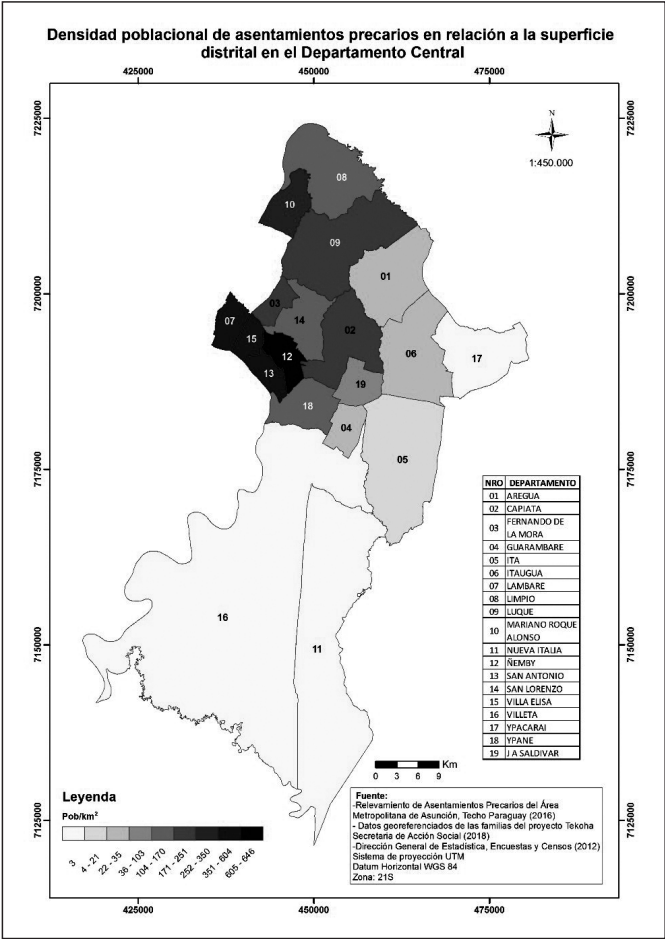 Densidad poblacional de asentamientos precarios en relación a la superficie
distrital en el Departamento Central
425000 450000 475000
7225000 7225000
N
1:450.000
08
10
09
01
7200000 7200000
03
07
14
02
15
12
06
17
13
19
18
04
05
7175000 7175000
16
11
7150000 7150000
NRO DEPARTAMENTO
01 AREGUA
02 CAPIATA
03 FERNANDO DE
LA MORA
04 GUARAMBARE
05 ITA
06 ITAUGUA
07 LAMBARE
08 LIMPIO
09 LUQUE
10 MARIANO ROQUE
ALONSO
11 NUEVA ITALIA
12 ÑEMBY
13 SAN ANTONIO
14 SAN LORENZO
15 VILLA ELISA
16 VILLETA
17 YPACARAI
18 YPANE
19 J A SALDIVAR
Km
0 3 6 9
7125000 7125000
Leyenda
Pob/km²
3 4 - 21 22 - 35 36 - 103 104 - 170 171 - 251 252 - 350 351 - 604 605 - 646
Fuente:
-Relevamiento de Asentamientos Precarios del Área
Metropolitana de Asunción, Techo Paraguay (2016)
- Datos georeferenciados de las familias del proyecto Tekoha
Secretaria de Acción Social (2018)
-Dirección General de Estadística, Encuestas y Censos (2012)
Sistema de proyección UTM
Datum Horizontal WGS 84
Zona: 21S
425000 450000 475000